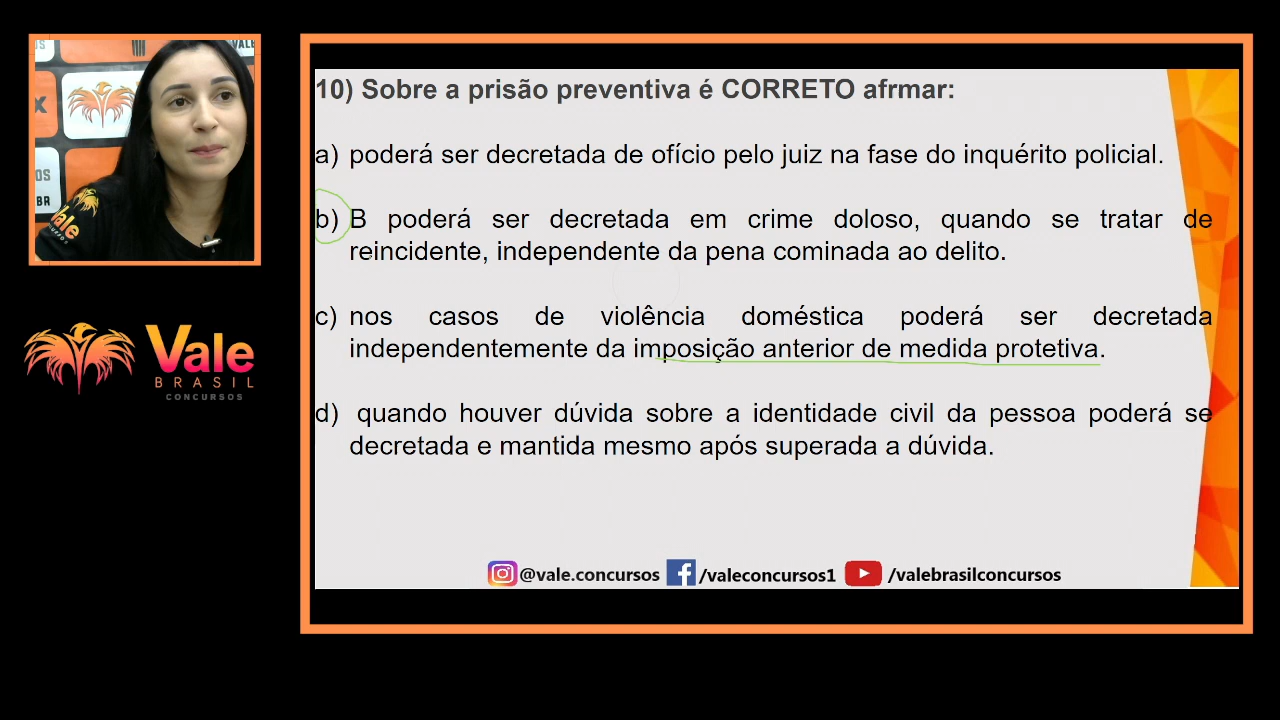 10) Sobre a prisão preventiva é CORRETO afrmar:
a) poderá ser decretada de ofício pelo juiz na fase do inquérito policial.
b) B poderá ser decretada em crime doloso, quando se tratar de
reincidente, independente da pena cominada ao delito.
c) nos casos de violência doméstica poderá ser decretada
independentemente da imposição anterior de medida protetiva.
d) quando houver dúvida sobre a identidade civil da pessoa poderá se
decretada e mantida mesmo após superada a dúvida.
@vale.concursos /valeconcursos1 /valebrasilconcursos
Vale
BRASIL
CONCURSOS